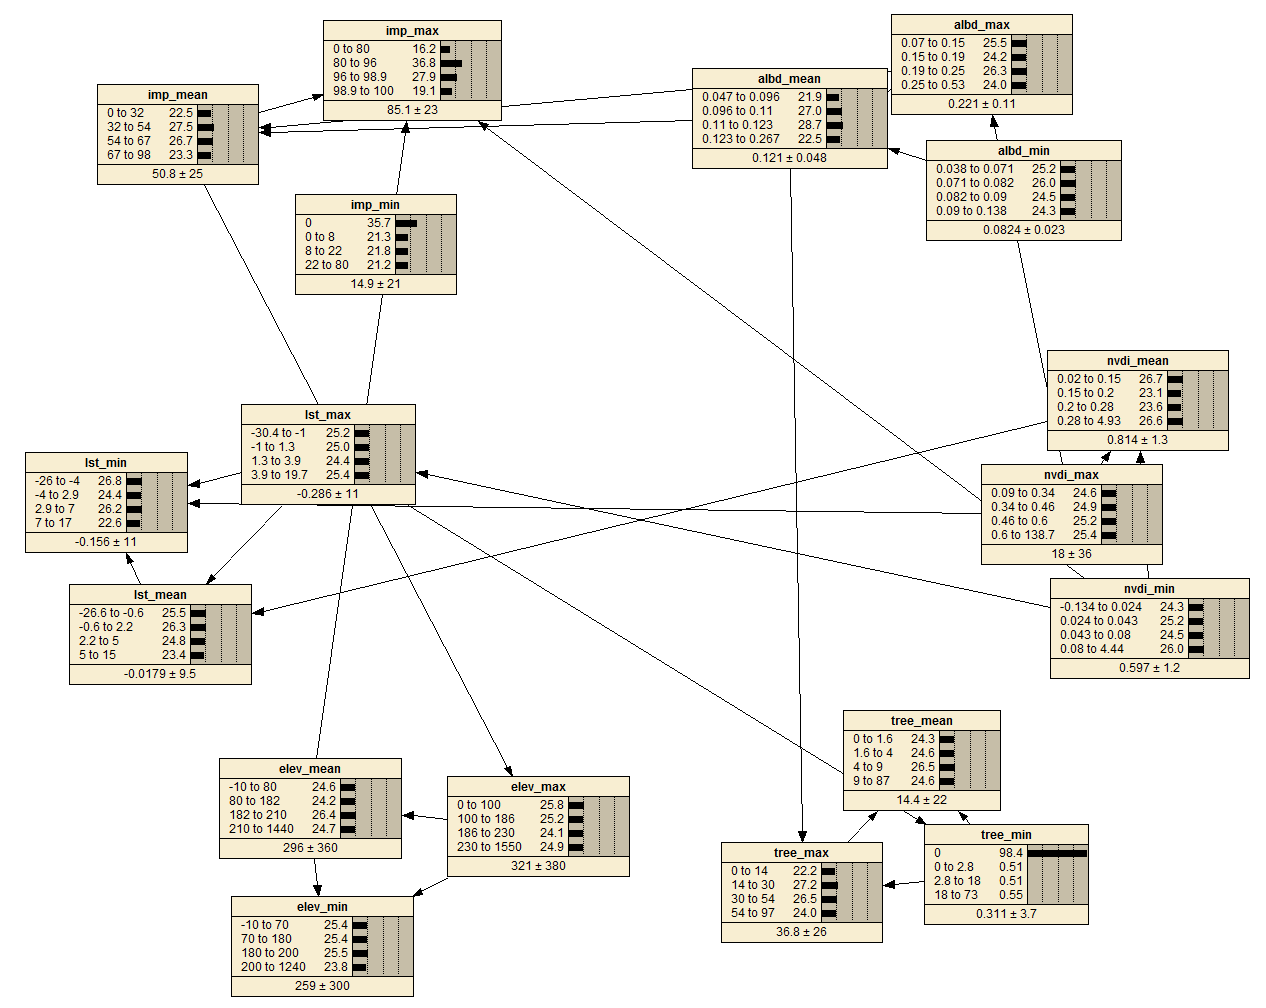 imp_max
0 to 80 16.2
80 to 96 36.8
96 to 98.9 27.9
98.9 to 100 19.1
85.1 ± 23
albd_max
0.07 to 0.15 25.5
0.15 to 0.19 24.2
0.19 to 0.25 26.3
0.25 to 0.53 24.0
0.221 ± 0.11
albd_mean
0.047 to 0.096 21.9
0.096 to 0.11 27.0
0.11 to 0.123 28.7
0.123 to 0.267 22.5
0.121 ± 0.048
imp_mean
0 to 32 22.5
32 to 54 27.5
54 to 67 26.7
67 to 98 23.3
50.8 ± 25
albd_min
0.038 to 0.071 25.2
0.071 to 0.082 26.0
0.082 to 0.09 24.5
0.09 to 0.138 24.3
0.0824 ± 0.023
imp_min
0 35.7
0 to 8 21.3
8 to 22 21.8
22 to 80 21.2
14.9 ± 21
nvdi_mean
0.02 to 0.15 26.7
0.15 to 0.2 23.1
0.2 to 0.28 23.6
0.28 to 4.93 26.6
0.814 ± 1.3
lst_max
-30.4 to -1 25.2
-1 to 1.3 25.0
1.3 to 3.9 24.4
3.9 to 19.7 25.4
-0.286 ± 11
lst_min
-26 to -4 26.8
-4 to 2.9 24.4
2.9 to 7 26.2
7 to 17 22.6
-0.156 ± 11
nvdi_max
0.09 to 0.34 24.6
0.34 to 0.46 24.9
0.46 to 0.6 25.2
0.6 to 138.7 25.4
18 ± 36
nvdi_min
-0.134 to 0.024 24.3
0.024 to 0.043 25.2
0.043 to 0.08 24.5
0.08 to 4.44 26.0
0.597 ± 1.2
lst_mean
-26.6 to -0.6 25.5
-0.6 to 2.2 26.3
2.2 to 5 24.8
5 to 15 23.4
-0.0179 ± 9.5
tree_mean
0 to 1.6 24.3
1.6 to 4 24.6
4 to 9 26.5
9 to 87 24.6
14.4 ± 22
elev_mean
-10 to 80 24.6
80 to 182 24.2
182 to 210 26.4
210 to 1440 24.7
296 ± 360
elev_max
0 to 100 25.8
100 to 186 25.2
186 to 230 24.1
230 to 1550 24.9
321 ± 380
tree_min
0 98.4
0 to 2.8 0.51
2.8 to 18 0.51
18 to 73 0.55
0.311 ± 3.7
tree_max
0 to 14 22.2
14 to 30 27.2
30 to 54 26.5
54 to 97 24.0
36.8 ± 26
elev_min
-10 to 70 25.4
70 to 180 25.4
180 to 200 25.5
200 to 1240 23.8
259 ± 300